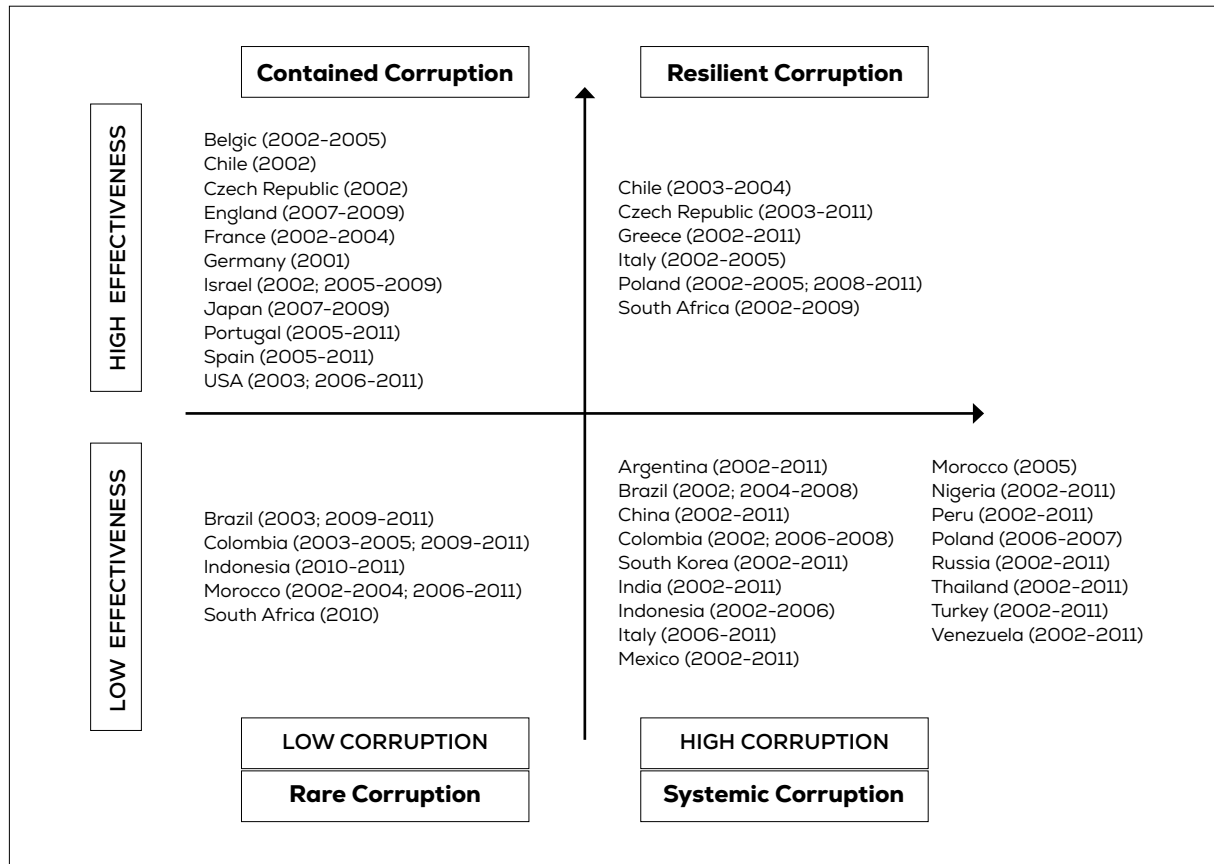 Contained Corruption
Resilient Corruption
HIGH EFFECTIVENESS
Belgic (2002-2005)
Chile (2002)
Czech Republic (2002)
England (2007-2009)
France (2002-2004)
Germany (2001)
Israel (2002; 2005-2009)
Japan (2007-2009)
Portugal (2005-2011)
Spain (2005-2011)
USA (2003; 2006-2011)
Chile (2003-2004)
Czech Republic (2003-2011)
Greece (2002-2011)
Italy (2002-2005)
Poland (2002-2005; 2008-2011)
South Africa (2002-2009)
LOW EFFECTIVENESS
Brazil (2003; 2009-2011)
Colombia (2003-2005; 2009-2011)
Indonesia (2010-2011)
Morocco (2002-2004; 2006-2011)
South Africa (2010)
Argentina (2002-2011)
Brazil (2002; 2004-2008)
China (2002-2011)
Colombia (2002; 2006-2008)
South Korea (2002-2011)
India (2002-2011)
Indonesia (2002-2006)
Italy (2006-2011)
Mexico (2002-2011)
Morocco (2005)
Nigeria (2002-2011)
Peru (2002-2011)
Poland (2006-2007)
Russia (2002-2011)
Thailand (2002-2011)
Turkey (2002-2011)
Venezuela (2002-2011)
LOW CORRUPTION
Rare Corruption
HIGH CORRUPTION
Systemic Corruption